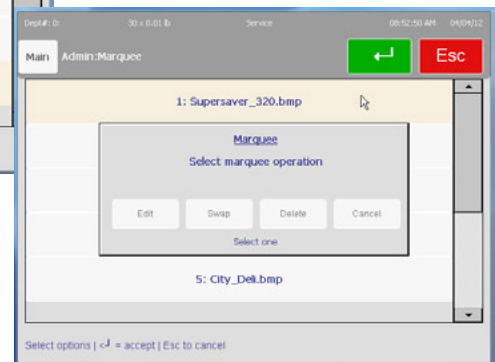 Dept#: 0: 30 x 0.01 lb Service 08:52:50 AM 04/04/12
Main Admin:Marquee Esc
1: Supersaver_320.bmp
Marquee
Select marquee operation
Edit Swap Delete Cancel
Select one
5: City_Deli.bmp
Select options | ↵ = accept | Esc to cancel